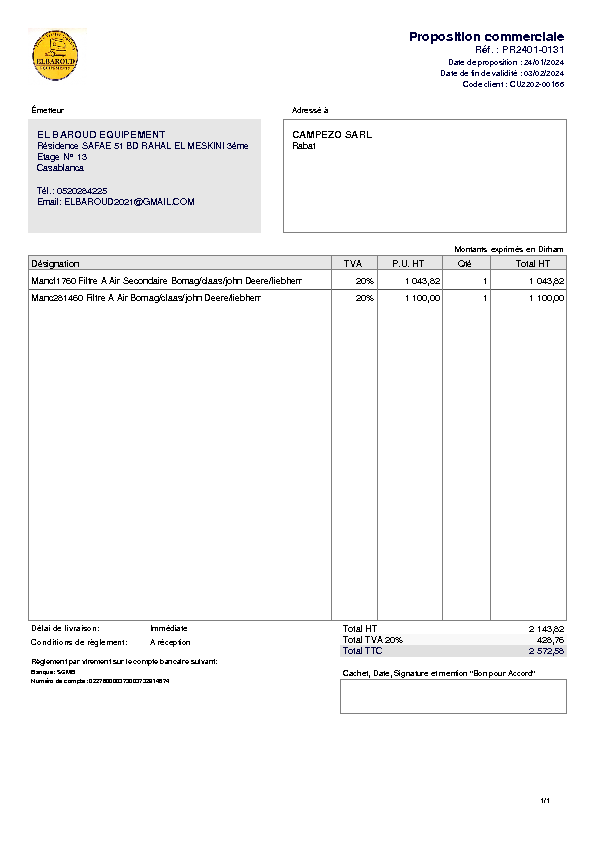 ELBAROUD
EQUIPEMENTS
Proposition commerciale
Réf. : PR2401-0131
Date de proposition : 24/01/2024
Date de fin de validité : 03/02/2024
Code client : CU2202-00166
Émetteur
Adressé à
EL BAROUD EQUIPEMENT
Résidence SAFAE 51 BD RAHAL EL MESKINI 3éme
Etage N° 13
Casablanca
Tél.: 0520284225
Email: ELBAROUD2021@GMAIL.COM
CAMPEZO SARL
Rabat
Montants exprimés en Dirham
Désignation TVA P.U. HT Qté Total HT
Mancf1760 Filtre A Air Secondaire Bomag/claas/john Deere/liebherr 20% 1 043,82 1 1 043,82
Manc281460 Filtre A Air Bomag/claas/john Deere/liebherr 20% 1 100,00 1 1 100,00
Délai de livraison: Immédiate
Conditions de règlement: A réception
Règlement par virement sur le compte bancaire suivant:
Banque: SGMB
Numéro de compte:
Total HT 2 143,82
Total TVA 20% 428,76
Total TTC 2 572,58
Cachet, Date, Signature et mention "Bon pour Accord"
1/1